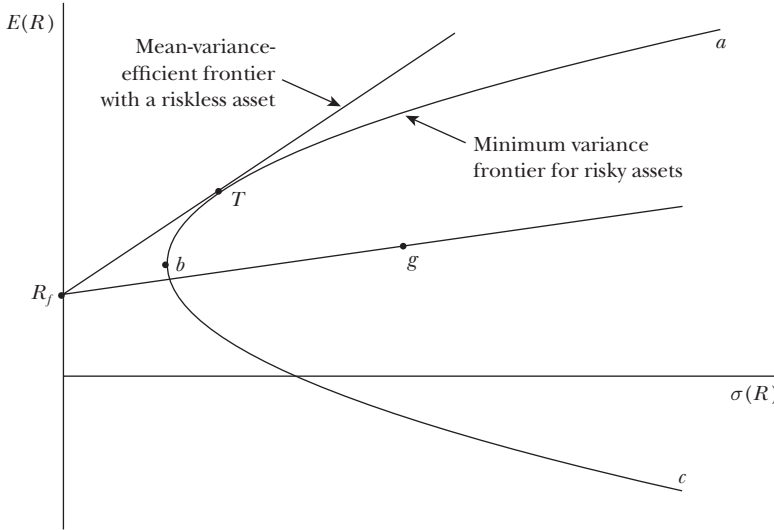 E(R)
Mean-variance-
efficient frontier
with a riskless asset
a
Minimum variance
frontier for risky assets
T
b
g
R_f
σ(R)
c